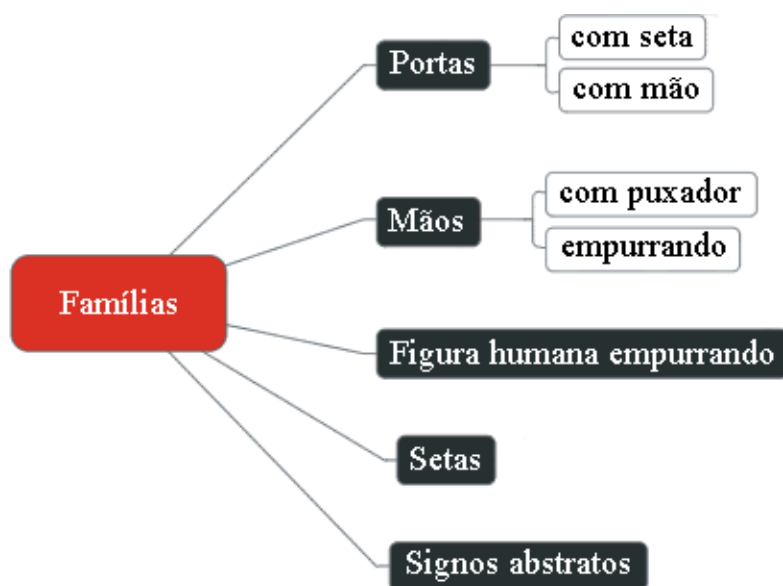 Famílias
Portas
com seta
com mão
Mãos
com puxador
empurrando
Figura humana empurrando
Setas
Signos abstratos